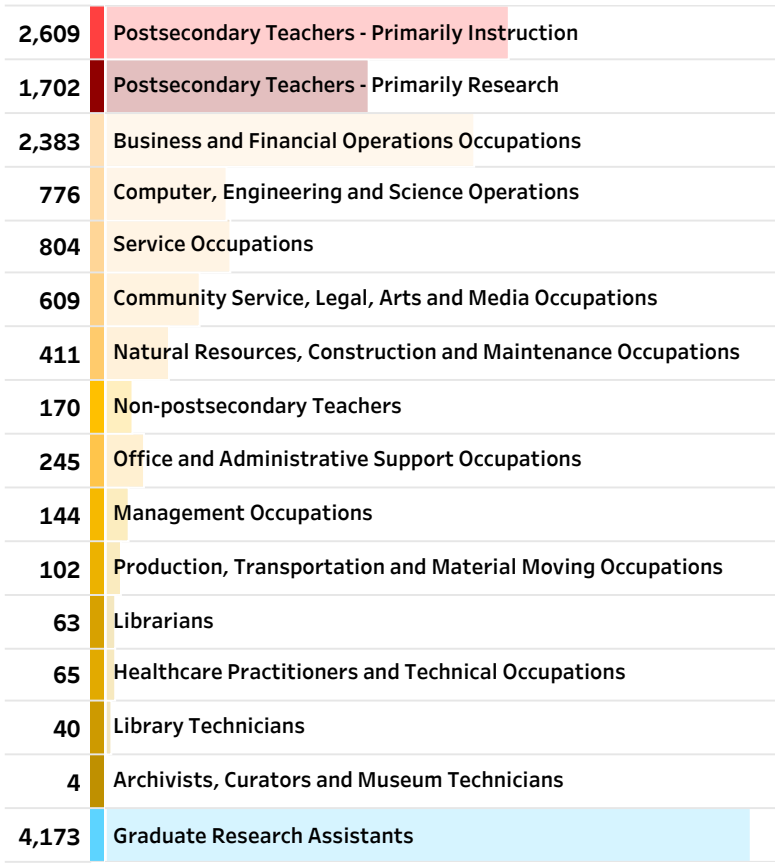 2,609 Postsecondary Teachers - Primarily Instruction
1,702 Postsecondary Teachers - Primarily Research
2,383 Business and Financial Operations Occupations
776 Computer, Engineering and Science Operations
804 Service Occupations
609 Community Service, Legal, Arts and Media Occupations
411 Natural Resources, Construction and Maintenance Occupations
170 Non-postsecondary Teachers
245 Office and Administrative Support Occupations
144 Management Occupations
102 Production, Transportation and Material Moving Occupations
63 Librarians
65 Healthcare Practitioners and Technical Occupations
40 Library Technicians
4 Archivists, Curators and Museum Technicians
4,173 Graduate Research Assistants